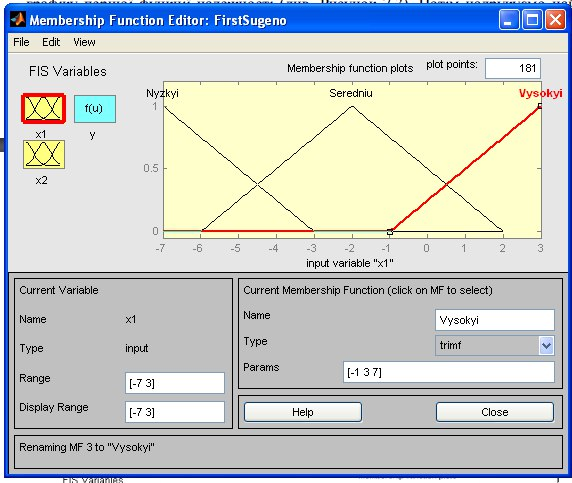 Membership Function Editor: FirstSugeno
File Edit View
FIS Variables
Membership function plots plot points: 181
f(u)
x1 y
x2
Nyzkyi Seredniu Vysokyi
1
0.5
0
-7 -6 -5 -4 -3 -2 -1 0 1 2 3
input variable "x1"
Current Variable
Name x1
Type input
Range [-7 3]
Display Range [-7 3]
Current Membership Function (click on MF to select)
Name Vysokyi
Type trimf
Params [-1 3 7]
Help Close
Renaming MF 3 to "Vysokyi"
FIS Variables